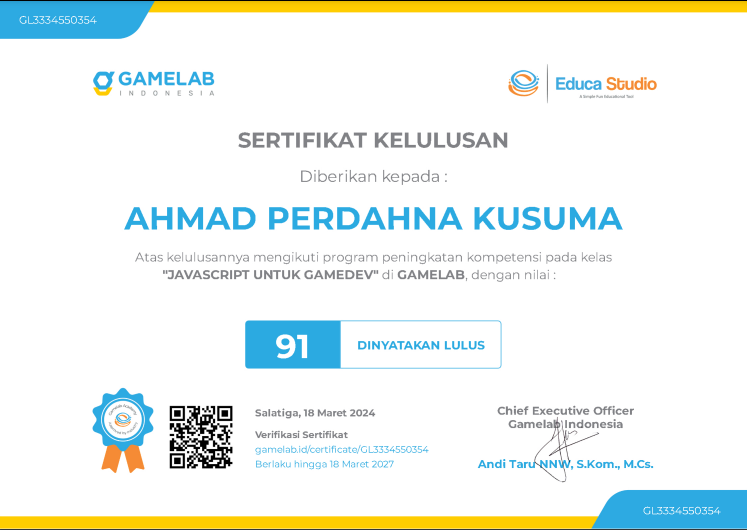 GL3334550354
GAMELAB
INDONESIA
Educa Studio
A Simple Fun Educational Tool
SERTIFIKAT KELULUSAN
Diberikan kepada :
AHMAD PERDAHNA KUSUMA
Atas kelulusannya mengikuti program peningkatan kompetensi pada kelas
"JAVASCRIPT UNTUK GAMEDEV" di GAMELAB, dengan nilai :
91 DINYATAKAN LULUS
Salatiga, 18 Maret 2024
Verifikasi Sertifikat
gamelab.id/certificate/GL3334550354
Berlaku hingga 18 Maret 2027
Chief Executive Officer
Gamelab Indonesia
Andi Taru NNW, S.Kom., M.Cs.
GL3334550354